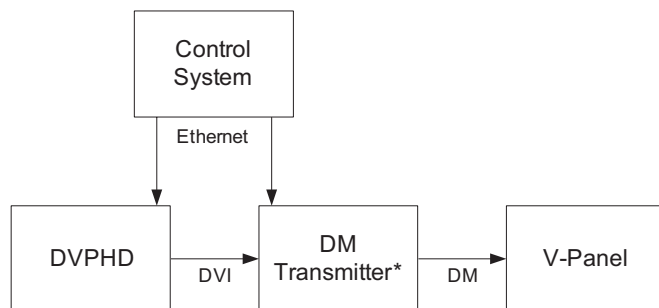 Control
System
Ethernet
DVPHD
DVI
DM
Transmitter*
DM
V-Panel